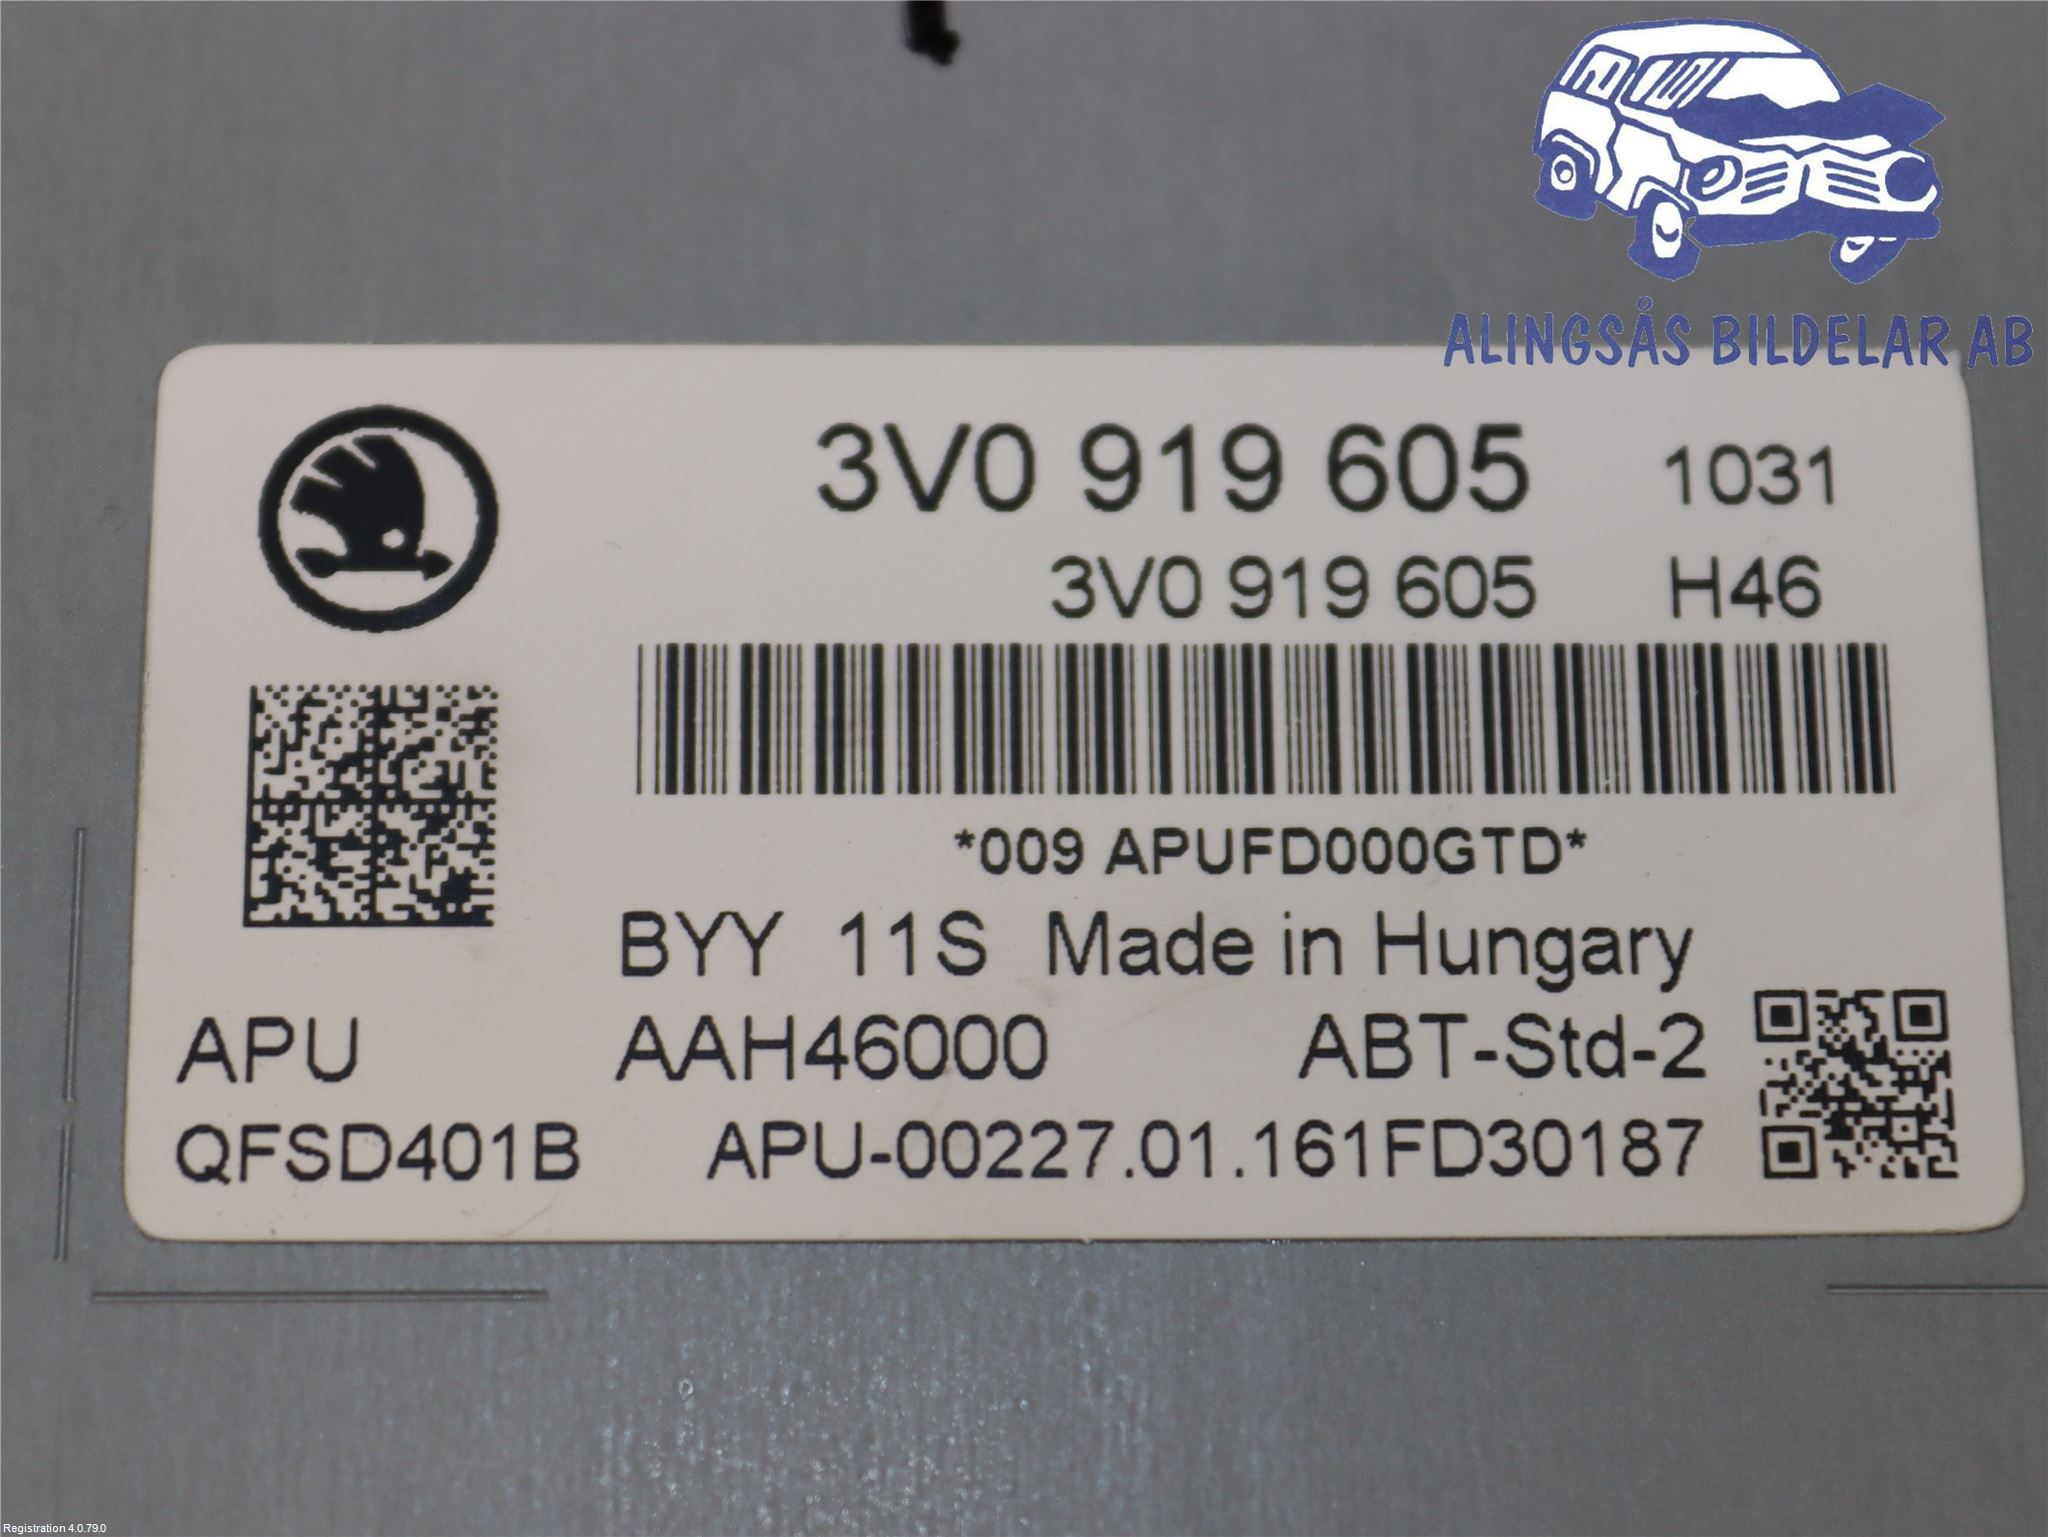 ALINGSÅS BILDELAR AB
3V0 919 605 1031
3V0 919 605 H46
*009 APUFD000GTD*
BYY 11S Made in Hungary
APU AAH46000 ABT-Std-2
QFSD401B APU-00227.01.161FD30187
Registration 4.0.79.0